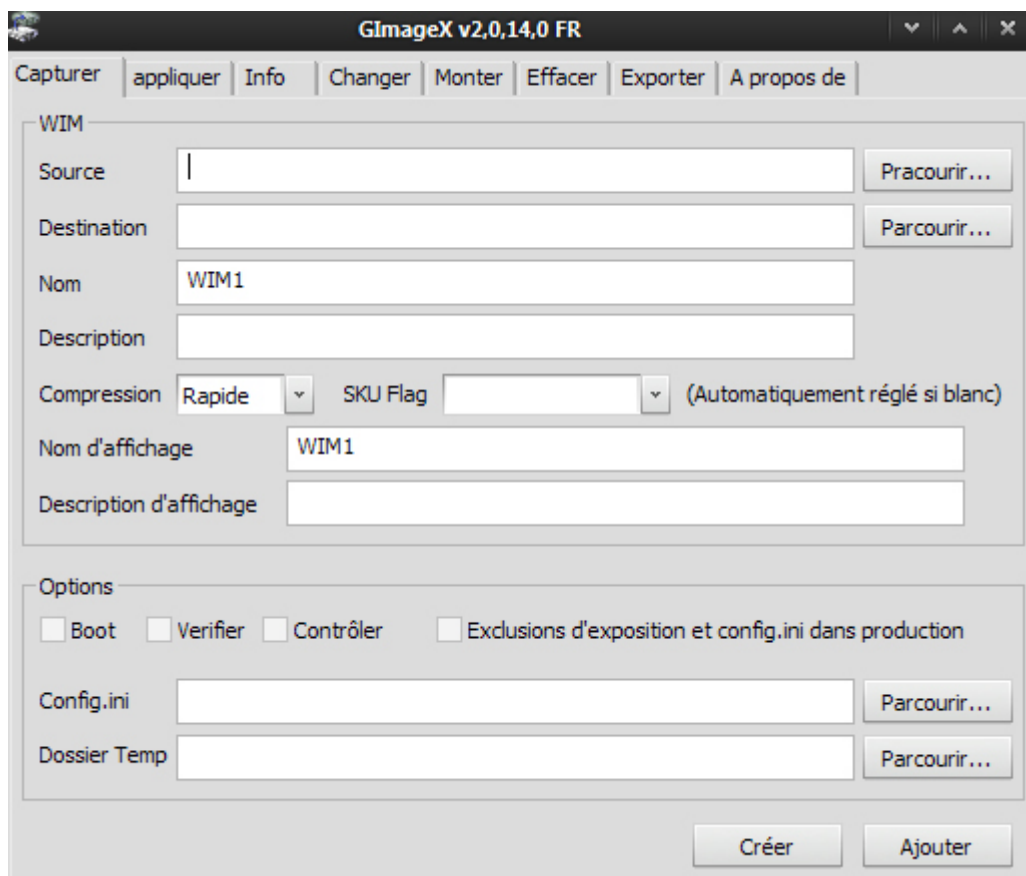 GImageX v2,0,14,0 FR
Capturer appliquer Info Changer Monter Effacer Exporter A propos de
WIM
Source Pracourir...
Destination Parcourir...
Nom WIM1
Description
Compression Rapide SKU Flag (Automatiquement réglé si blanc)
Nom d'affichage WIM1
Description d'affichage
Options
Boot Verifier Contrôler Exclusions d'exposition et config.ini dans production
Config.ini Parcourir...
Dossier Temp Parcourir...
Créer Ajouter